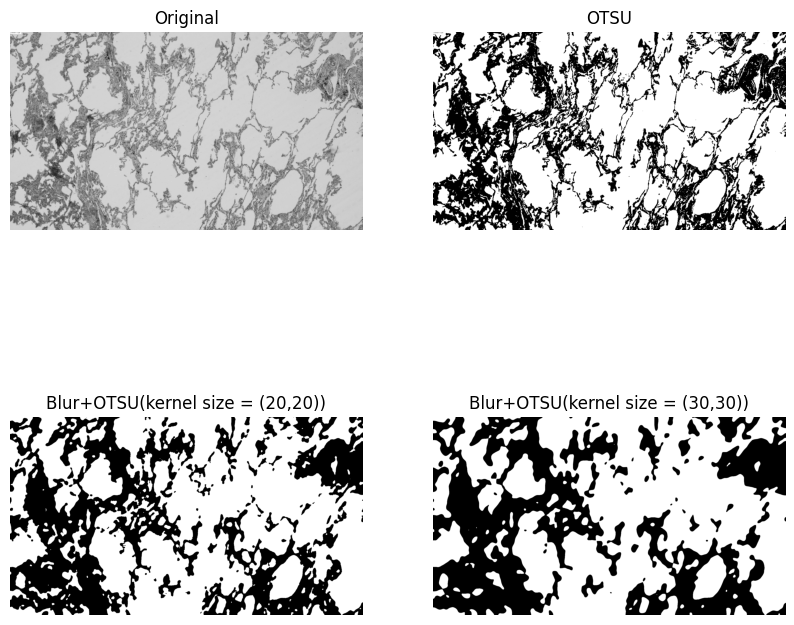 Original
OTSU
Blur+OTSU(kernel size = (20,20))
Blur+OTSU(kernel size = (30,30))